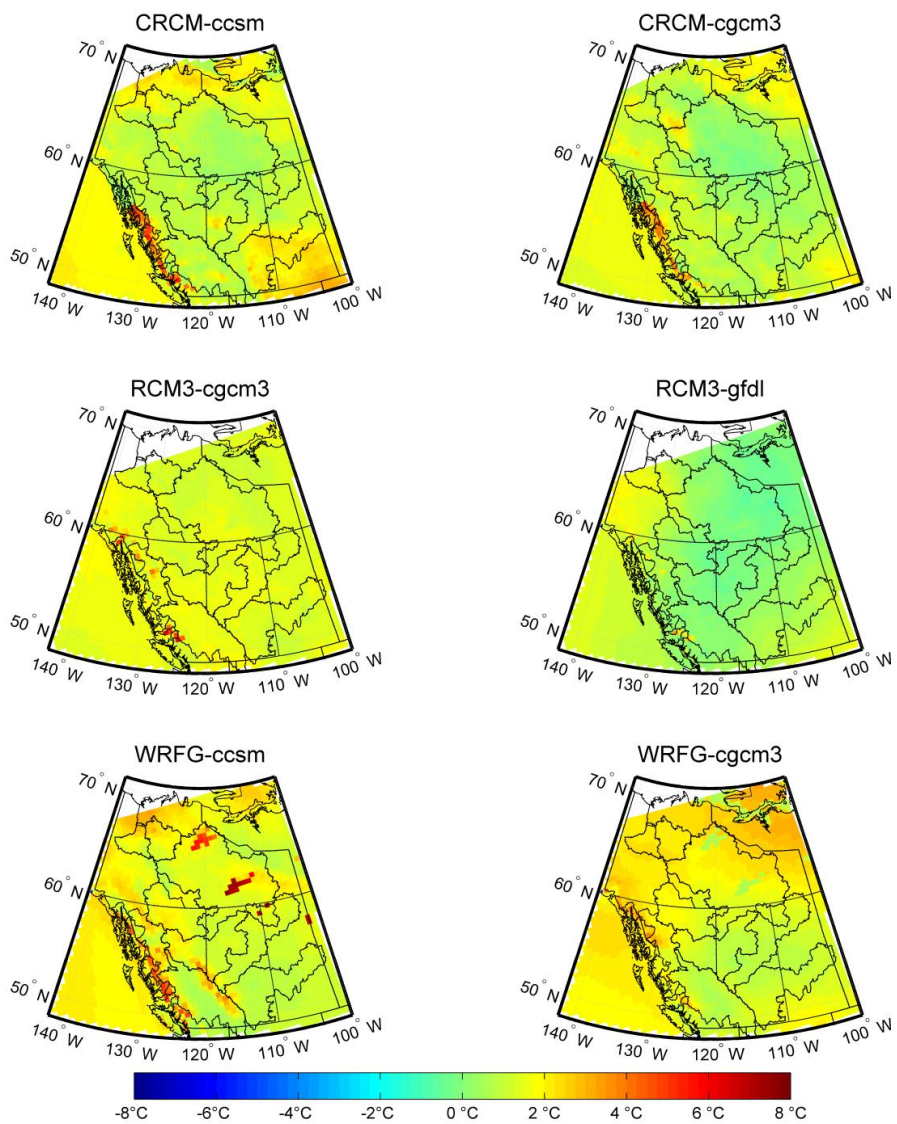 CRCM-ccsm CRCM-cgcm3
70° N 70° N
60° N 60° N
50° N 50° N
140° W 130° W 120° W 110° W 100° W 140° W 130° W 120° W 110° W 100° W
RCM3-cgcm3 RCM3-gfdl
70° N 70° N
60° N 60° N
50° N 50° N
140° W 130° W 120° W 110° W 100° W 140° W 130° W 120° W 110° W 100° W
WRFG-ccsm WRFG-cgcm3
70° N 70° N
60° N 60° N
50° N 50° N
140° W 130° W 120° W 110° W 100° W 140° W 130° W 120° W 110° W 100° W
-8°C -6°C -4°C -2°C 0°C 2°C 4°C 6°C 8°C